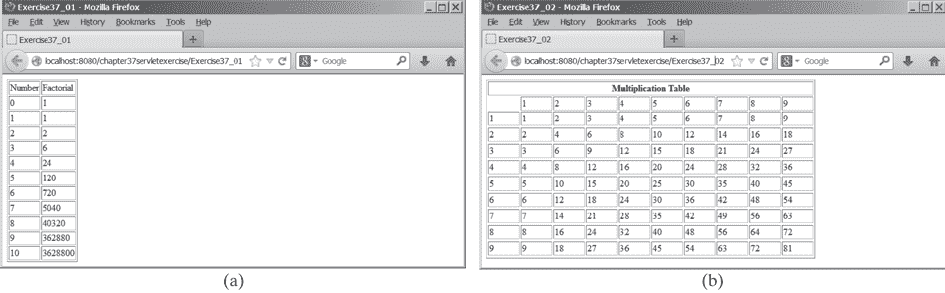 Exercise37_01 - Mozilla Firefox
File Edit View History Bookmarks Tools Help
Exercise37_01 +
localhost:8080/chapter37servletexercise/Exercise37_01 Google
Number Factorial
0 1
1 1
2 2
3 6
4 24
5 120
6 720
7 5040
8 40320
9 362880
10 3628800
(a)
Exercise37_02 - Mozilla Firefox
File Edit View History Bookmarks Tools Help
Exercise37_02 +
localhost:8080/chapter37servletexercise/Exercise37_02 Google
Multiplication Table
1 2 3 4 5 6 7 8 9
1 1 2 3 4 5 6 7 8 9
2 2 4 6 8 10 12 14 16 18
3 3 6 9 12 15 18 21 24 27
4 4 8 12 16 20 24 28 32 36
5 5 10 15 20 25 30 35 40 45
6 6 12 18 24 30 36 42 48 54
7 7 14 21 28 35 42 49 56 63
8 8 16 24 32 40 48 56 64 72
9 9 18 27 36 45 54 63 72 81
(b)